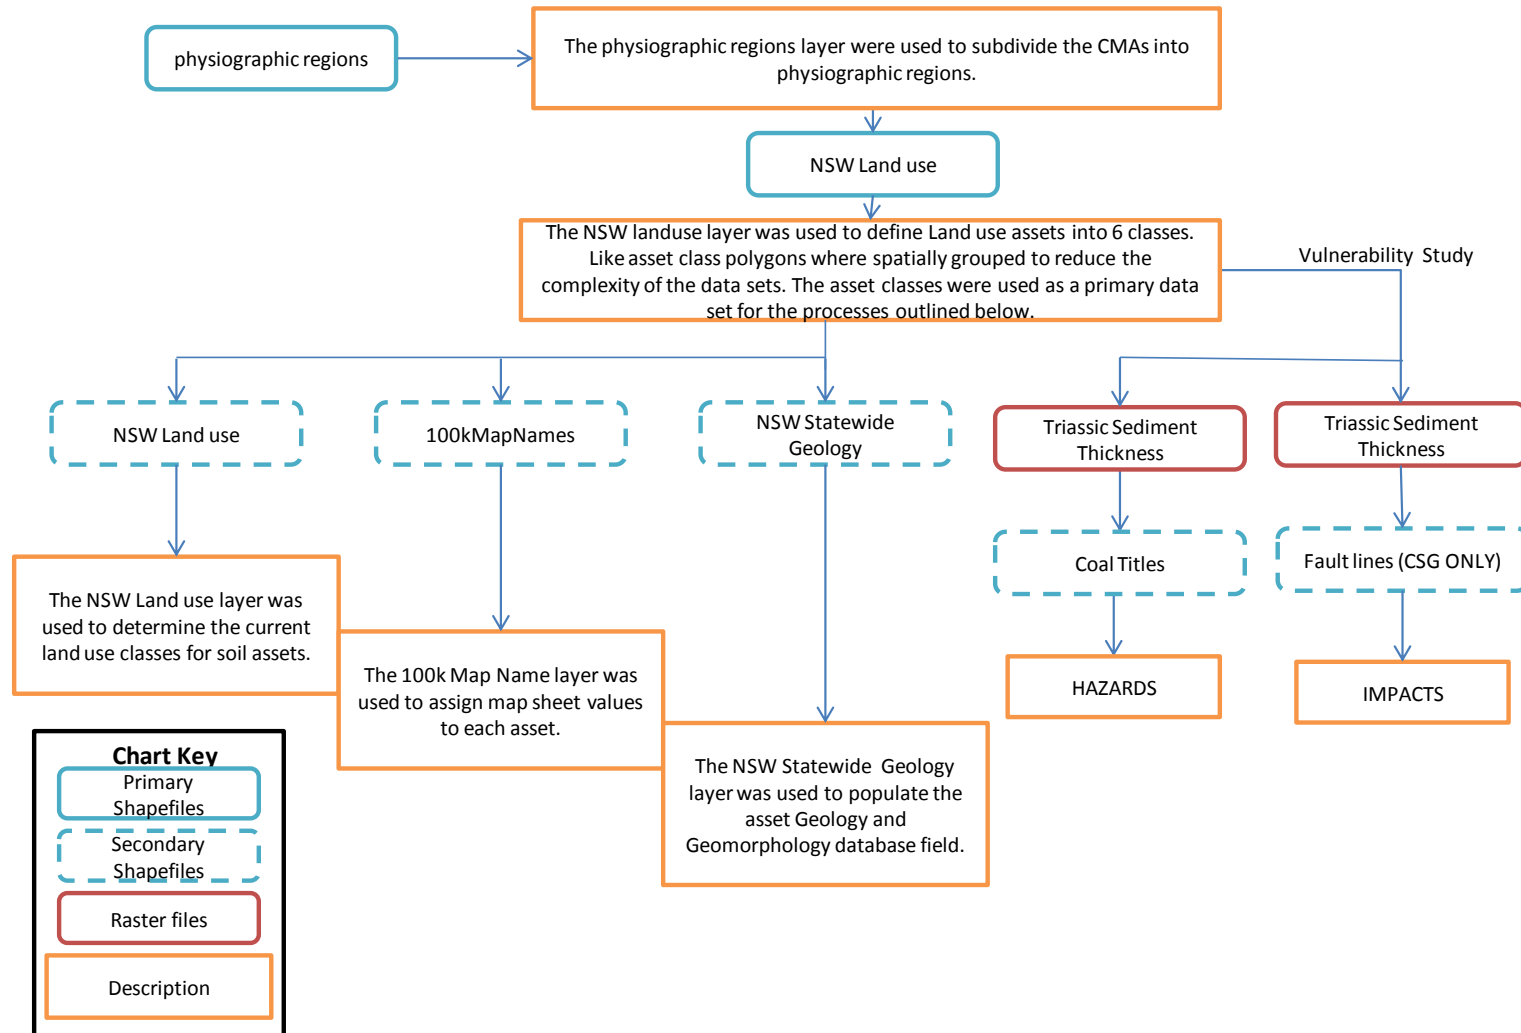 physiographic regions
The physiographic regions layer were used to subdivide the CMAs into
physiographic regions.
NSW Land use
The NSW landuse layer was used to define Land use assets into 6 classes.
Like asset class polygons where spatially grouped to reduce the
complexity of the data sets. The asset classes were used as a primary data
set for the processes outlined below.
Vulnerability Study
NSW Land use
100kMapNames
NSW Statewide
Geology
Triassic Sediment
Thickness
Triassic Sediment
Thickness
Coal Titles
Fault lines (CSG ONLY)
The NSW Land use layer was
used to determine the current
land use classes for soil assets.
The 100k Map Name layer was
used to assign map sheet values
to each asset.
The NSW Statewide Geology
layer was used to populate the
asset Geology and
Geomorphology database field.
HAZARDS
IMPACTS
Chart Key
Primary
Shapefiles
Secondary
Shapefiles
Raster files
Description